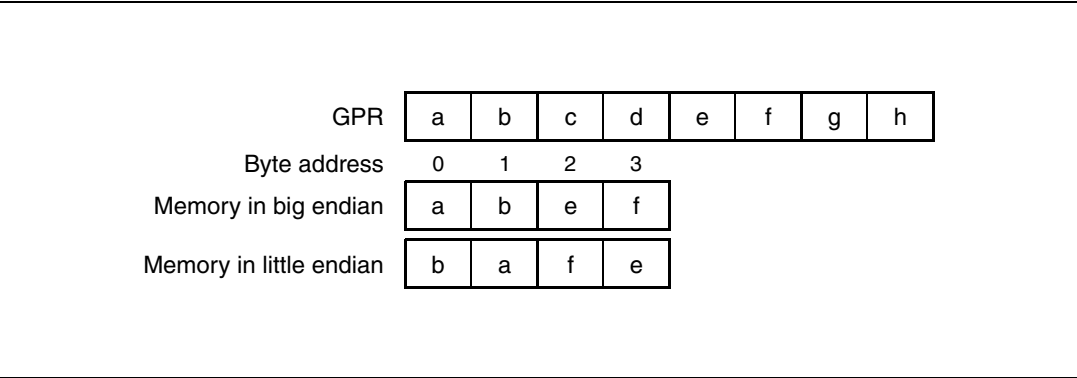 GPR a b c d e f g h
Byte address 0 1 2 3
Memory in big endian a b e f
Memory in little endian b a f e